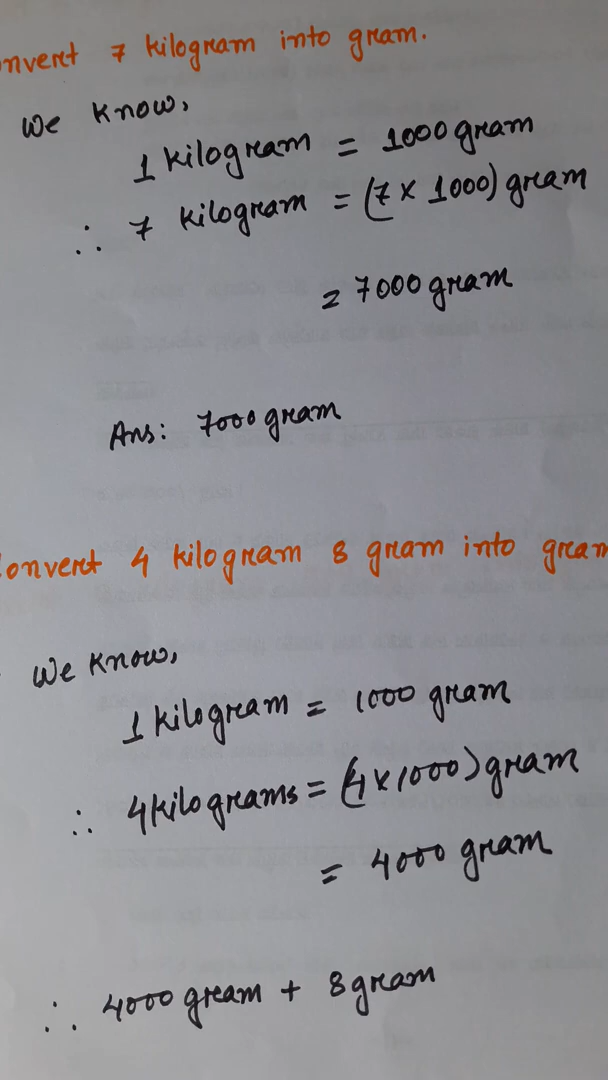 nvert 7 kilogram into gram.
We know,
1 kilogram = 1000 gram
∴ 7 kilogram = (7 × 1000) gram
= 7000 gram
Ans: 7000 gram
onvert 4 kilogram 8 gram into gram
We know,
1 kilogram = 1000 gram
∴ 4 kilograms = (4 × 1000) gram
= 4000 gram
∴ 4000 gream + 8 gram